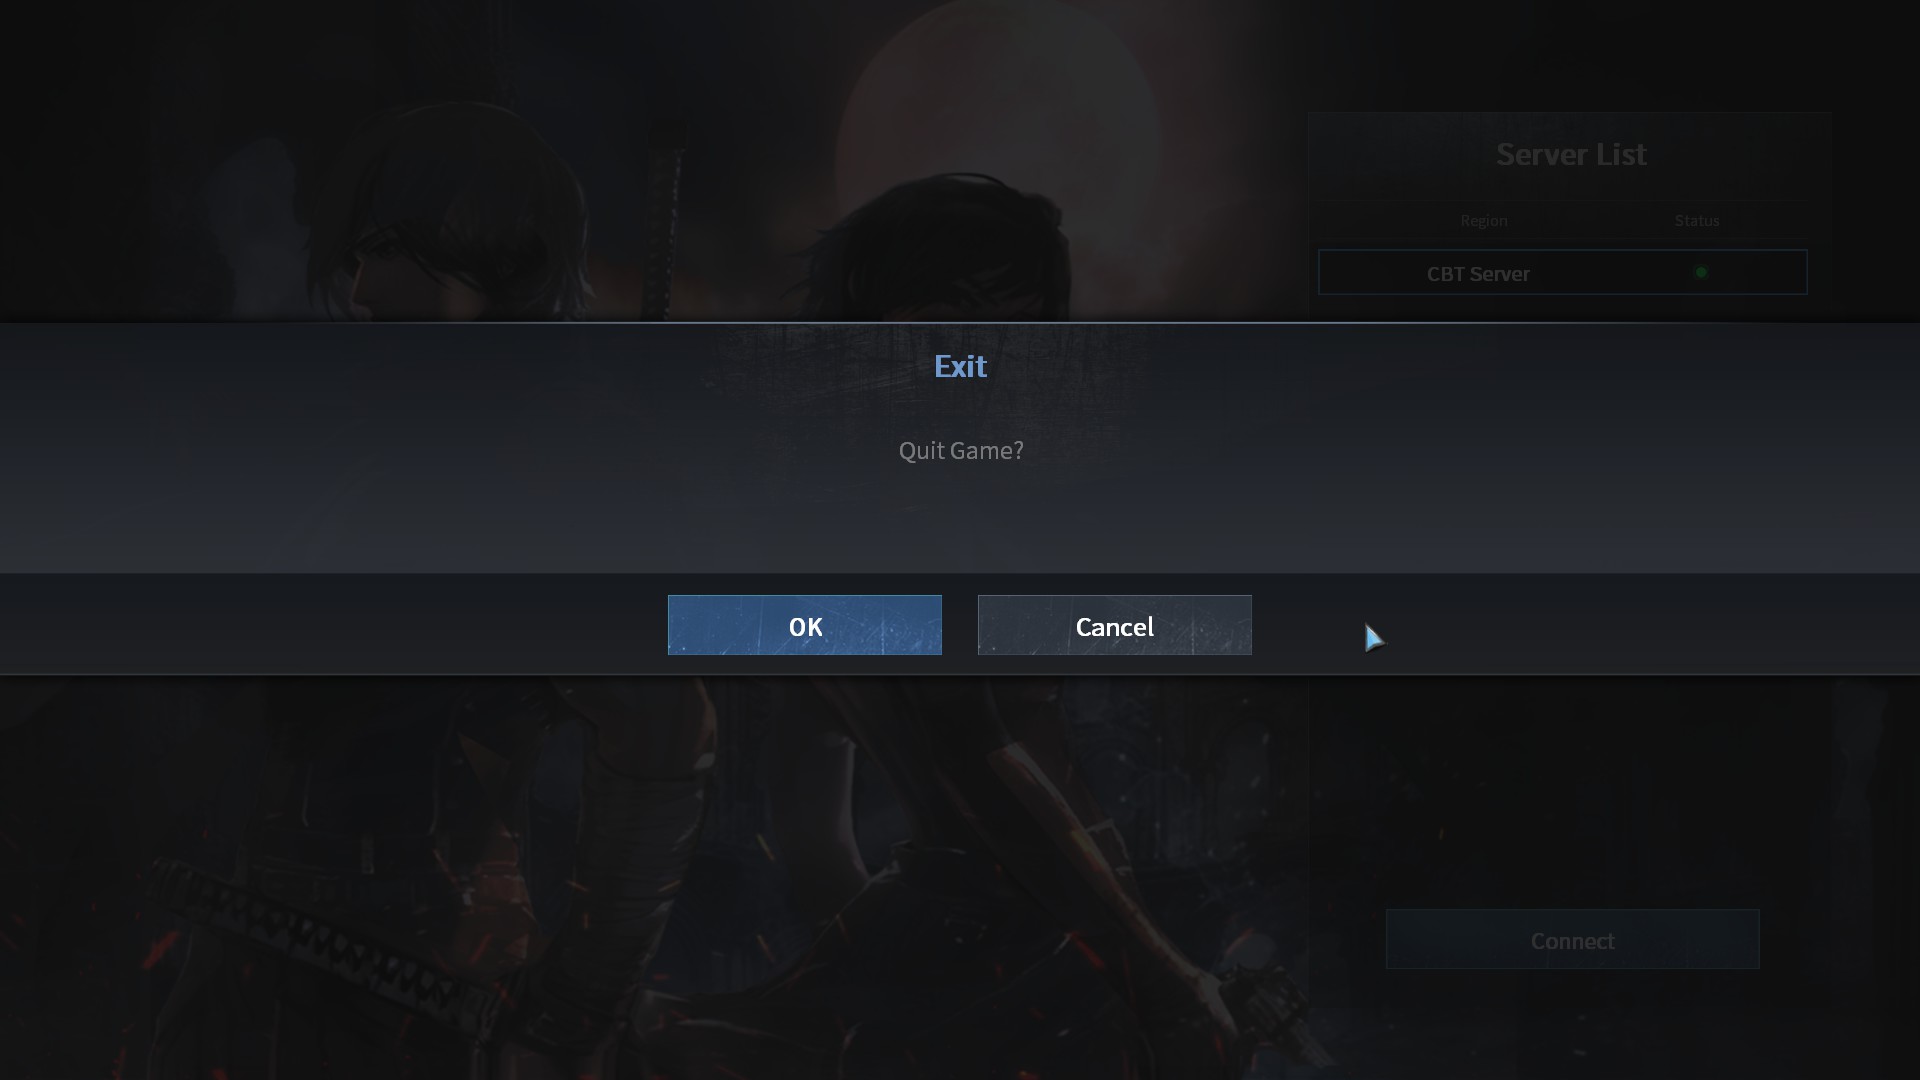 Server List
Region Status
CBT Server
Exit
Quit Game?
OK Cancel
Connect